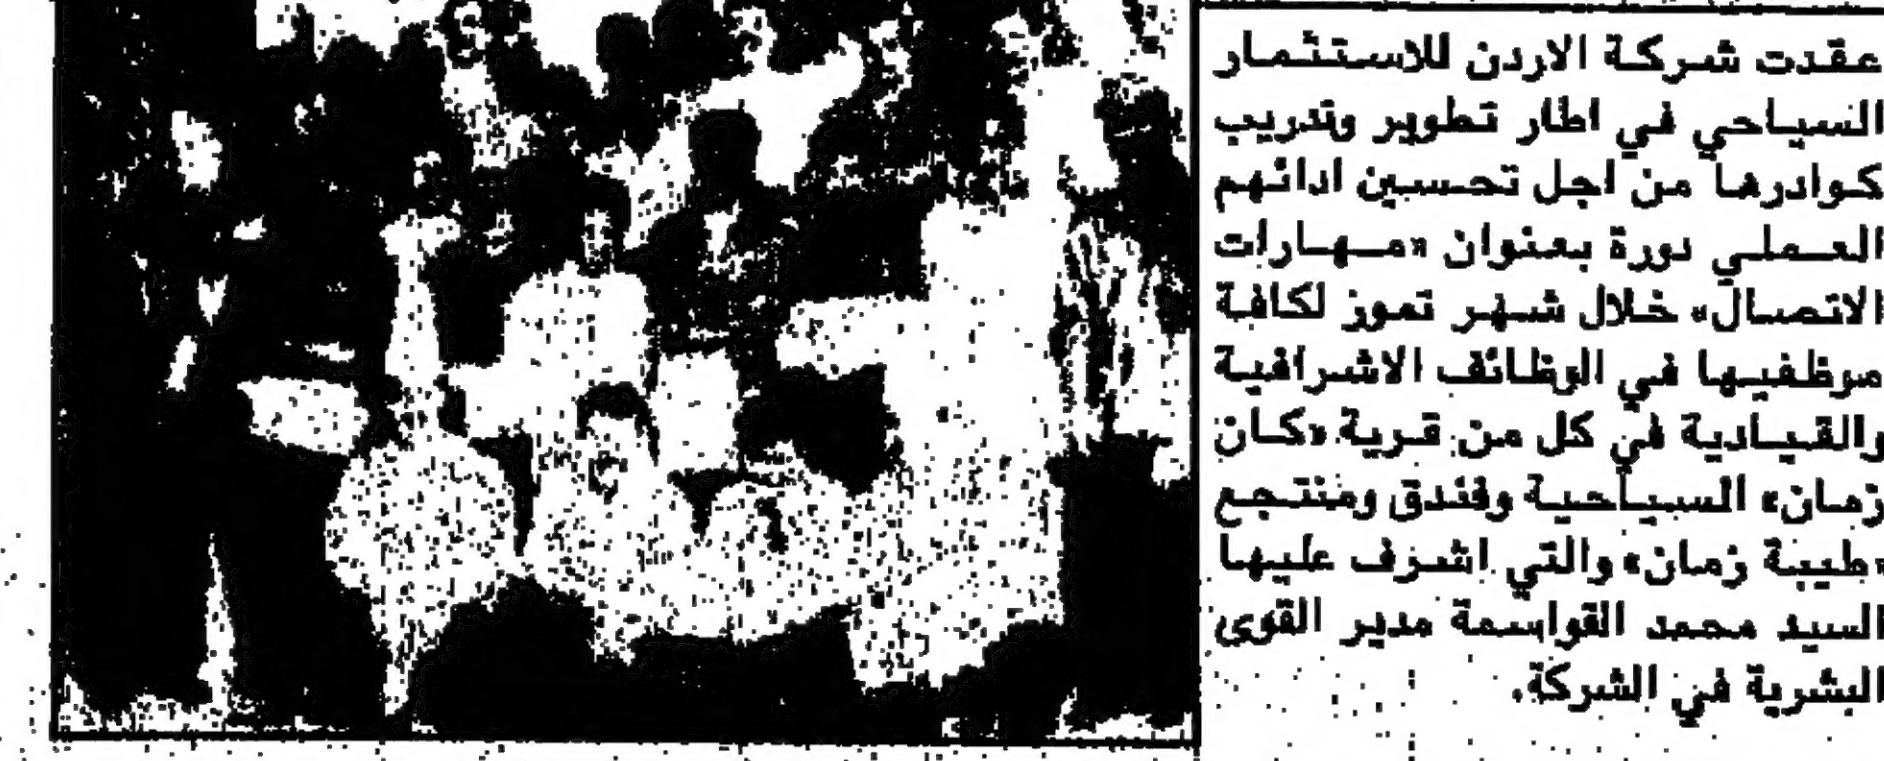 عقدت شركة الاردن للاستثمار
السياحي في اطار تطوير وتدريب
كوادرها من اجل تحسين ادائهم
العملي دورة بعنوان «مهارات
الاتصال» خلال شهر تموز لكافة
موظفيها في الوظائف الاشرافية
والقيادية في كل من قرية «كان
زمان» السياحية وفندق ومنتجع
«طيبة زمان» والتي اشرف عليها
السيد محمد القواسمة مدير القوى
البشرية في الشركة.